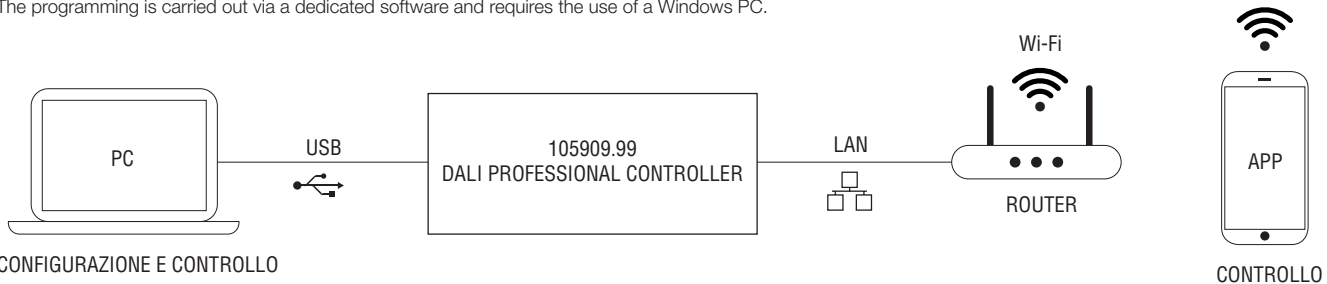 The programming is carried out via a dedicated software and requires the use of a Windows PC.
Wi-Fi
PC
USB
105909.99
DALI PROFESSIONAL CONTROLLER
LAN
APP
ROUTER
CONFIGURAZIONE E CONTROLLO
CONTROLLO